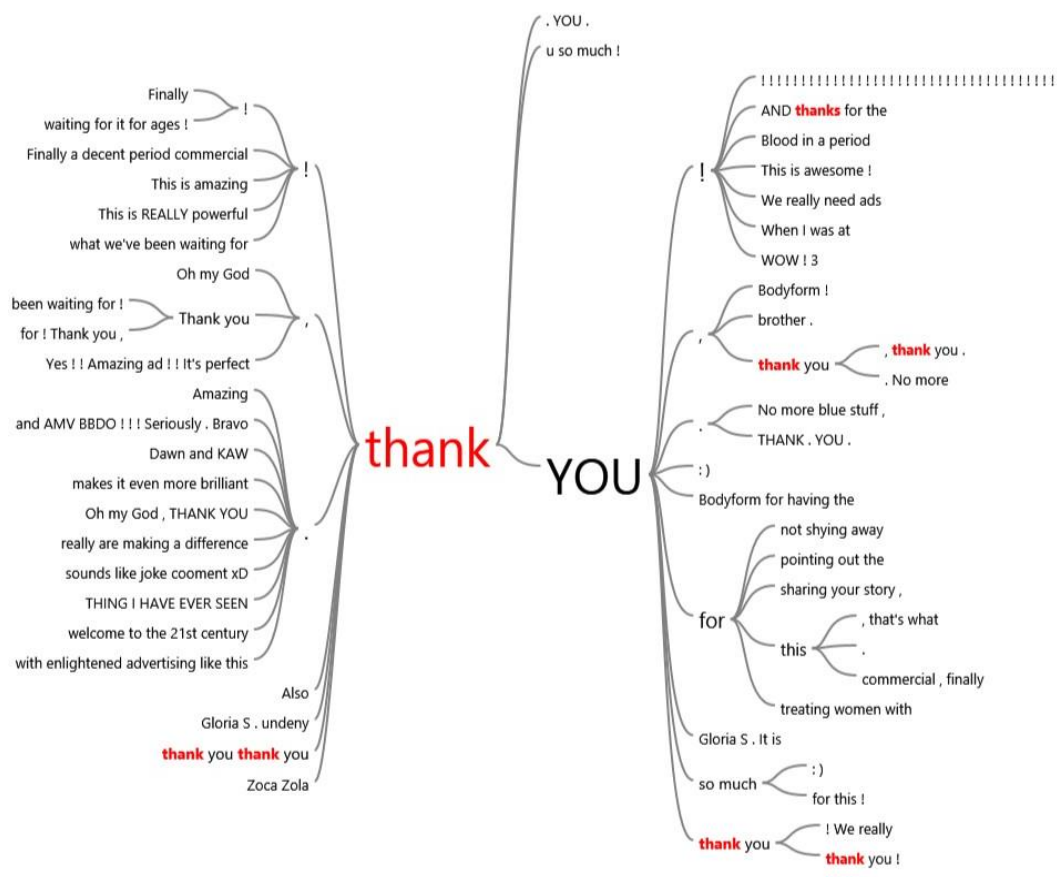 Finally
waiting for it for ages !
!
Finally a decent period commercial
This is amazing
This is REALLY powerful
what we've been waiting for
!
Oh my God
been waiting for !
for ! Thank you ,
Thank you
Yes ! ! Amazing ad ! ! It's perfect
,
Amazing
and AMV BBDO ! ! ! Seriously . Bravo
Dawn and KAW
makes it even more brilliant
Oh my God , THANK YOU
really are making a difference
sounds like joke cooment xD
THING I HAVE EVER SEEN
welcome to the 21st century
with enlightened advertising like this
.
Also
Gloria S . undeny
thank you thank you
Zoca Zola
thank
. YOU .
u so much !
YOU
!
! ! ! ! ! ! ! ! ! ! ! ! ! ! ! ! ! ! ! ! ! ! ! ! ! ! ! ! ! ! ! ! ! ! ! ! !
AND thanks for the
Blood in a period
This is awesome !
We really need ads
When I was at
WOW ! 3
,
Bodyform !
brother .
thank you
, thank you .
. No more
.
No more blue stuff ,
THANK . YOU .
: )
Bodyform for having the
for
not shying away
pointing out the
sharing your story ,
this
, that's what
.
commercial , finally
treating women with
Gloria S . It is
so much
: )
for this !
thank you
! We really
thank you !